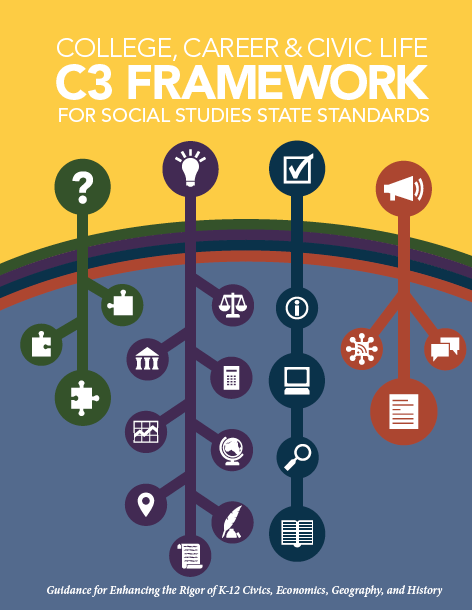 COLLEGE, CAREER & CIVIC LIFE
C3 FRAMEWORK
FOR SOCIAL STUDIES STATE STANDARDS
Guidance for Enhancing the Rigor of K-12 Civics, Economics, Geography, and History